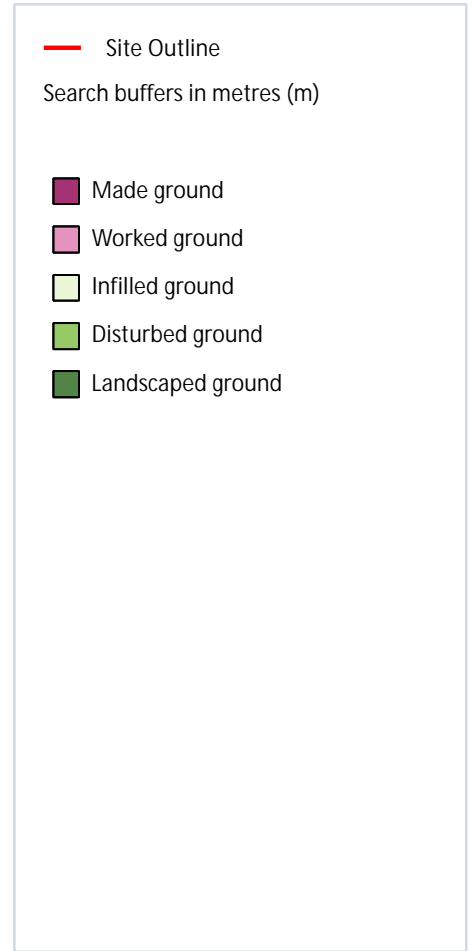 Site Outline
Search buffers in metres (m)
Made ground
Worked ground
Infilled ground
Disturbed ground
Landscaped ground